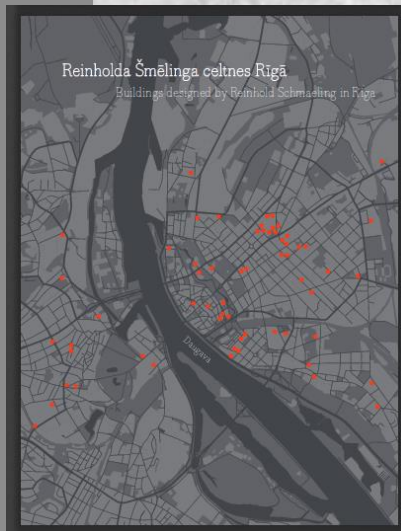 Reinholda Šmēlinga celtnes Rīgā
Buildings designed by Reinhold Schmaeling in Riga
Daugava